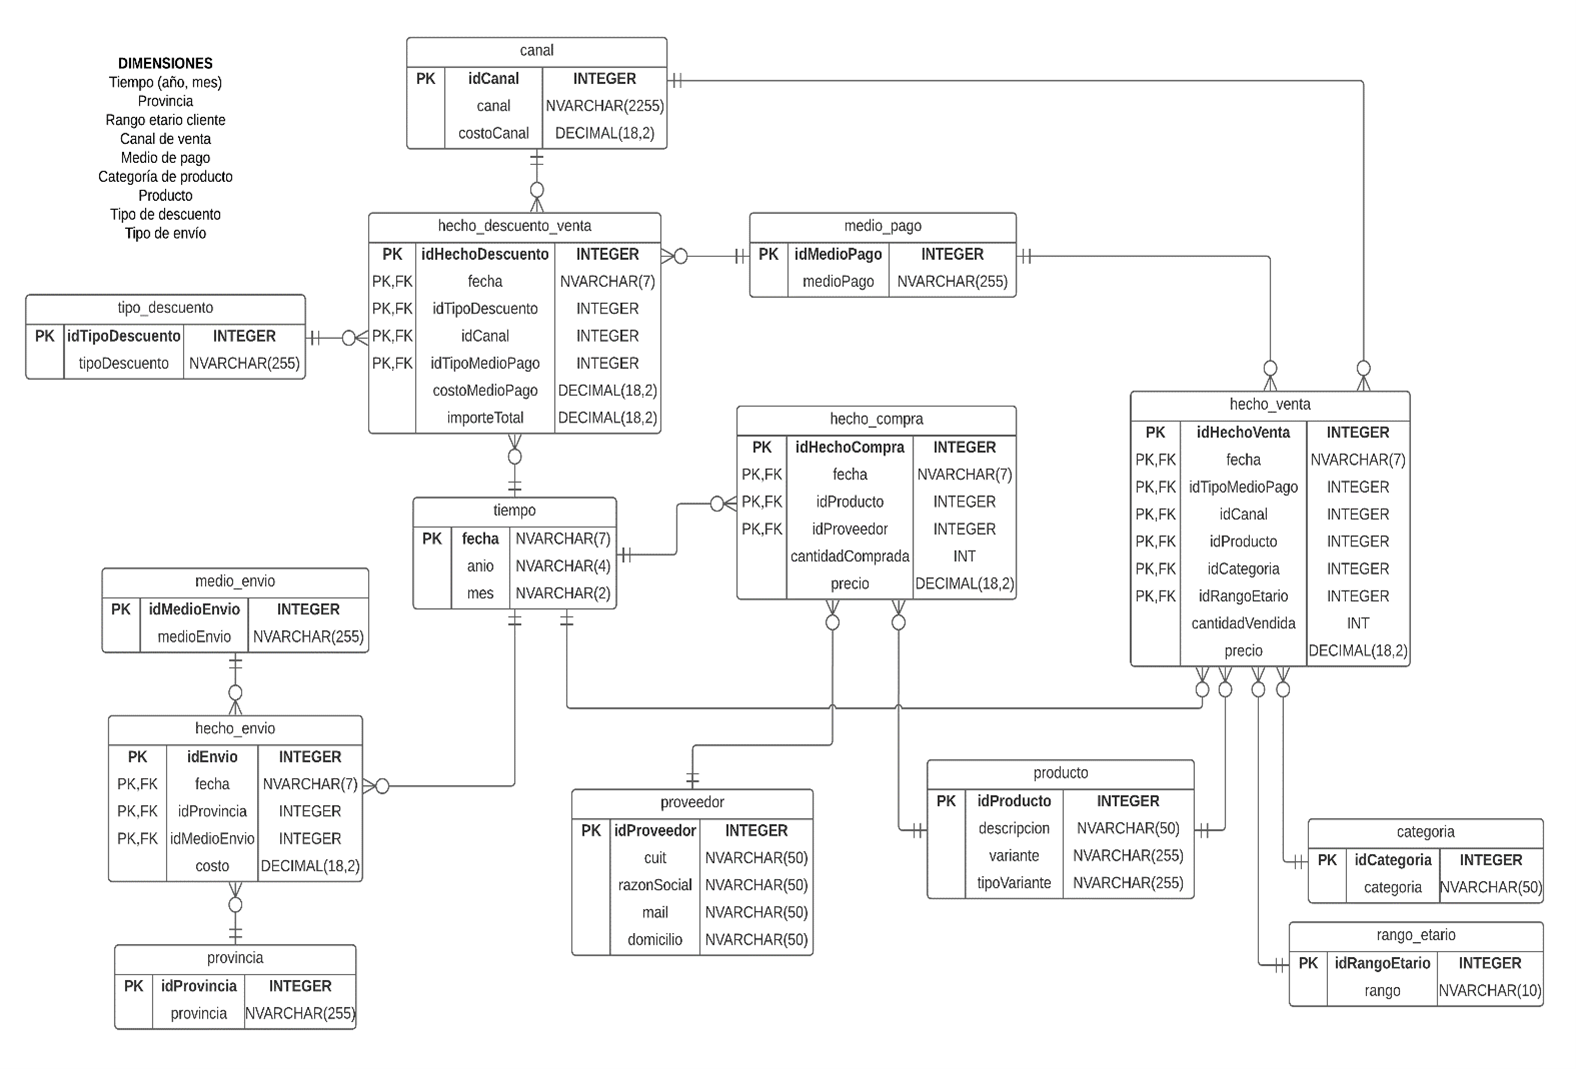 DIMENSIONES
Tiempo (año, mes)
Provincia
Rango etario cliente
Canal de venta
Medio de pago
Categoría de producto
Producto
Tipo de descuento
Tipo de envío
canal
PK idCanal INTEGER
canal NVARCHAR(2255)
costoCanal DECIMAL(18,2)
hecho_descuento_venta
PK idHechoDescuento INTEGER
PK,FK fecha NVARCHAR(7)
PK,FK idTipoDescuento INTEGER
PK,FK idCanal INTEGER
PK,FK idTipoMedioPago INTEGER
costoMedioPago DECIMAL(18,2)
importeTotal DECIMAL(18,2)
medio_pago
PK idMedioPago INTEGER
medioPago NVARCHAR(255)
tipo_descuento
PK idTipoDescuento INTEGER
tipoDescuento NVARCHAR(255)
hecho_venta
PK idHechoVenta INTEGER
PK,FK fecha NVARCHAR(7)
PK,FK idTipoMedioPago INTEGER
PK,FK idCanal INTEGER
PK,FK idProducto INTEGER
PK,FK idCategoria INTEGER
PK,FK idRangoEtario INTEGER
cantidadVendida INT
precio DECIMAL(18,2)
hecho_compra
PK idHechoCompra INTEGER
PK,FK fecha NVARCHAR(7)
PK,FK idProducto INTEGER
PK,FK idProveedor INTEGER
cantidadComprada INT
precio DECIMAL(18,2)
tiempo
PK fecha NVARCHAR(7)
anio NVARCHAR(4)
mes NVARCHAR(2)
medio_envio
PK idMedioEnvio INTEGER
medioEnvio NVARCHAR(255)
hecho_envio
PK idEnvio INTEGER
PK,FK fecha NVARCHAR(7)
PK,FK idProvincia INTEGER
PK,FK idMedioEnvio INTEGER
costo DECIMAL(18,2)
proveedor
PK idProveedor INTEGER
cuit NVARCHAR(50)
razonSocial NVARCHAR(50)
mail NVARCHAR(50)
domicilio NVARCHAR(50)
producto
PK idProducto INTEGER
descripcion NVARCHAR(50)
variante NVARCHAR(255)
tipoVariante NVARCHAR(255)
categoria
PK idCategoria INTEGER
categoria NVARCHAR(50)
rango_etario
PK idRangoEtario INTEGER
rango NVARCHAR(10)
provincia
PK idProvincia INTEGER
provincia NVARCHAR(255)